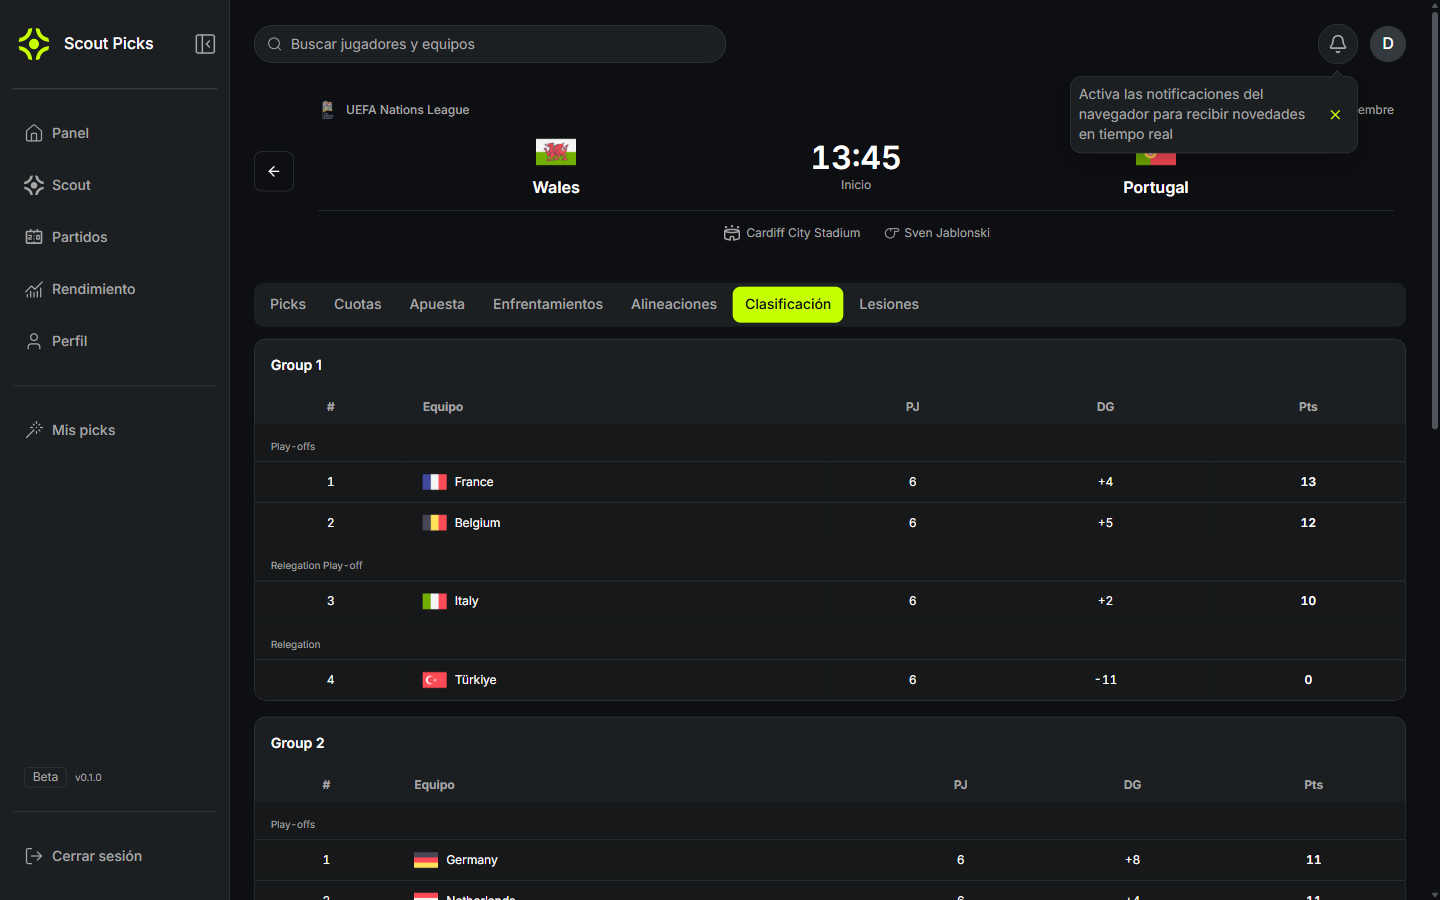 Scout Picks
Buscar jugadores y equipos
D
Activa las notificaciones del
navegador para recibir novedades
en tiempo real
Panel
Scout
Partidos
Rendimiento
Perfil
Mis picks
Beta v0.1.0
Cerrar sesión
UEFA Nations League
Wales
13:45
Inicio
Portugal
Cardiff City Stadium Sven Jablonski
Picks Cuotas Apuesta Enfrentamientos Alineaciones Clasificación Lesiones
Group 1
# Equipo PJ DG Pts
Play-offs
1 France 6 +4 13
2 Belgium 6 +5 12
Relegation Play-off
3 Italy 6 +2 10
Relegation
4 Türkiye 6 -11 0
Group 2
# Equipo PJ DG Pts
Play-offs
1 Germany 6 +8 11